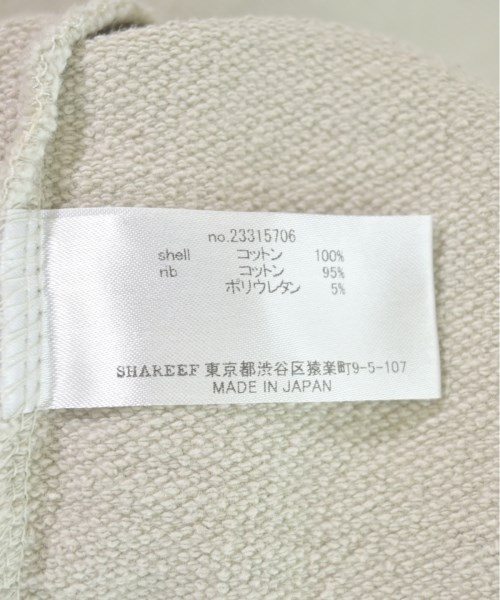 no.23315706
shell コットン 100%
rib コットン 95%
ポリウレタン 5%
SHAREEF 東京都渋谷区猿楽町9-5-107
MADE IN JAPAN